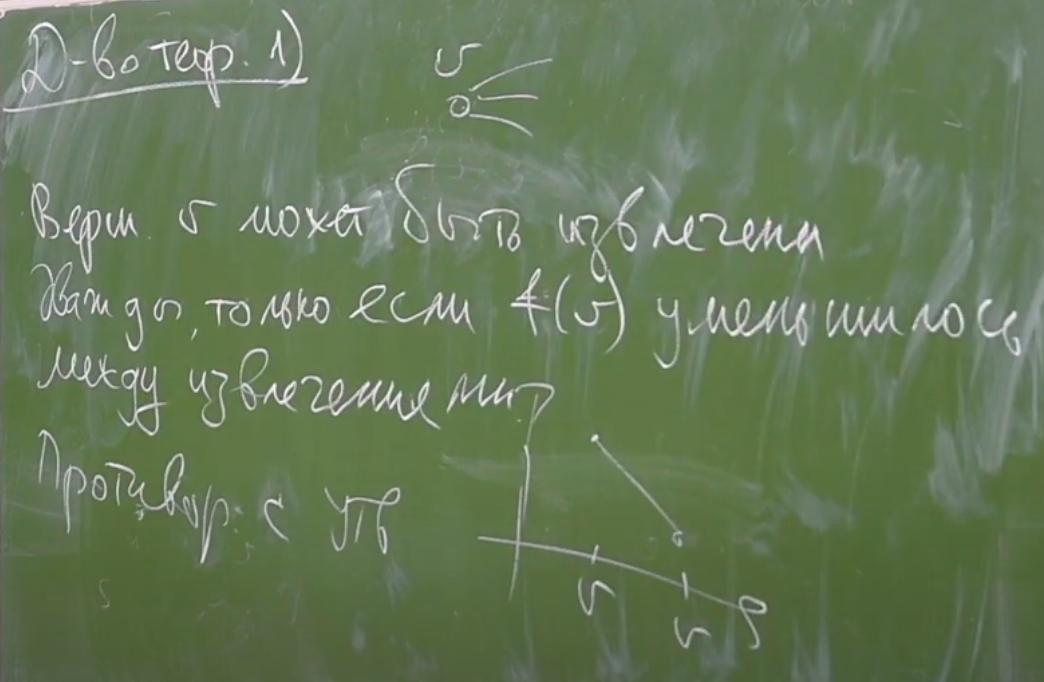 Д-во теор. 1)
v
Верш. v может быть извлечена
дважды, только если f(v) уменьшилось
между извлечениями
Противор. с утв
v
v